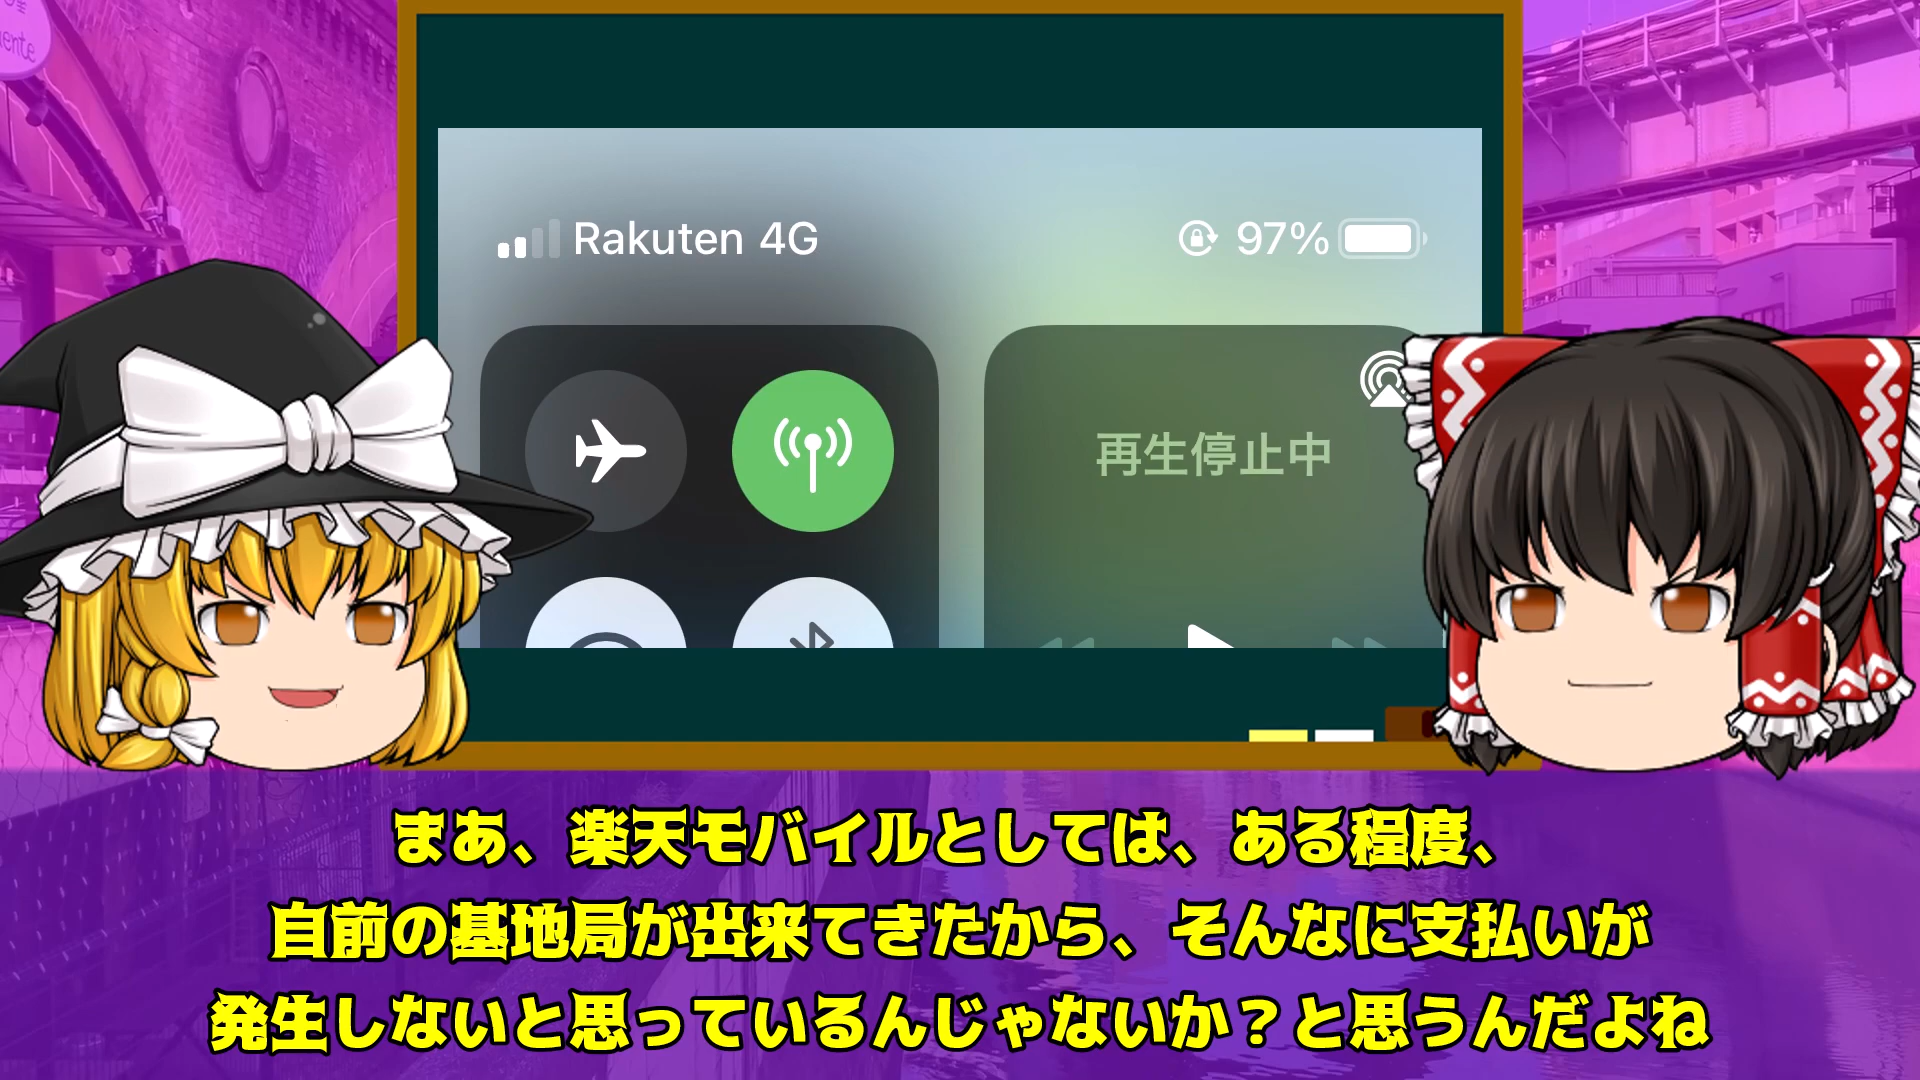 ente
Rakuten 4G
97%
再生停止中
まあ、楽天モバイルとしては、ある程度、
自前の基地局が出来てきたから、そんなに支払いが
発生しないと思っているんじゃないか？と思うんだよね